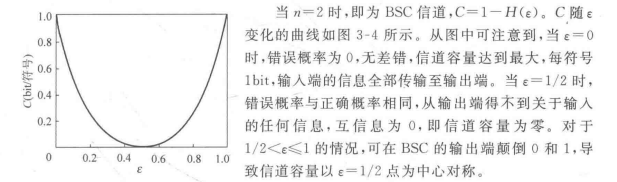 当 n=2 时,即为 BSC 信道,C=1-H(ε)。C 随 ε
变化的曲线如图 3-4 所示。从图中可注意到,当 ε=0
时,错误概率为 0,无差错,信道容量达到最大,每符号
1bit,输入端的信息全部传输至输出端。当 ε=1/2 时,
错误概率与正确概率相同,从输出端得不到关于输入
的任何信息,互信息为 0,即信道容量为零。对于
1/2<ε≤1 的情况,可在 BSC 的输出端颠倒 0 和 1,导
致信道容量以 ε=1/2 点为中心对称。
C(bit/符号)
1.0
0.8
0.6
0.4
0.2
0 0.2 0.4 0.6 0.8 1.0
ε